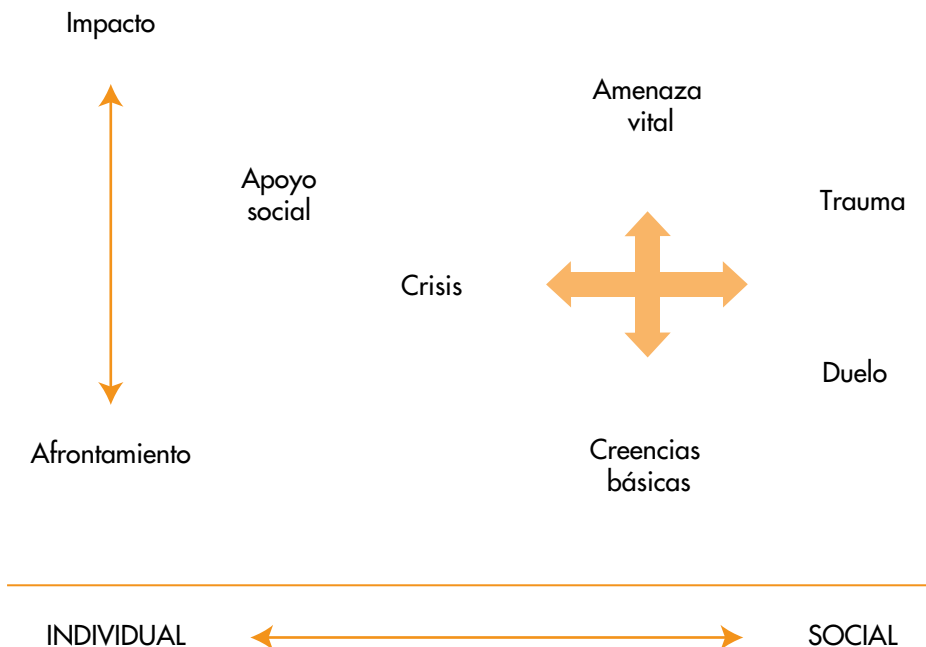 Impacto
Amenaza
vital
Apoyo
social
Trauma
Crisis
Duelo
Afrontamiento
Creencias
básicas
INDIVIDUAL
SOCIAL